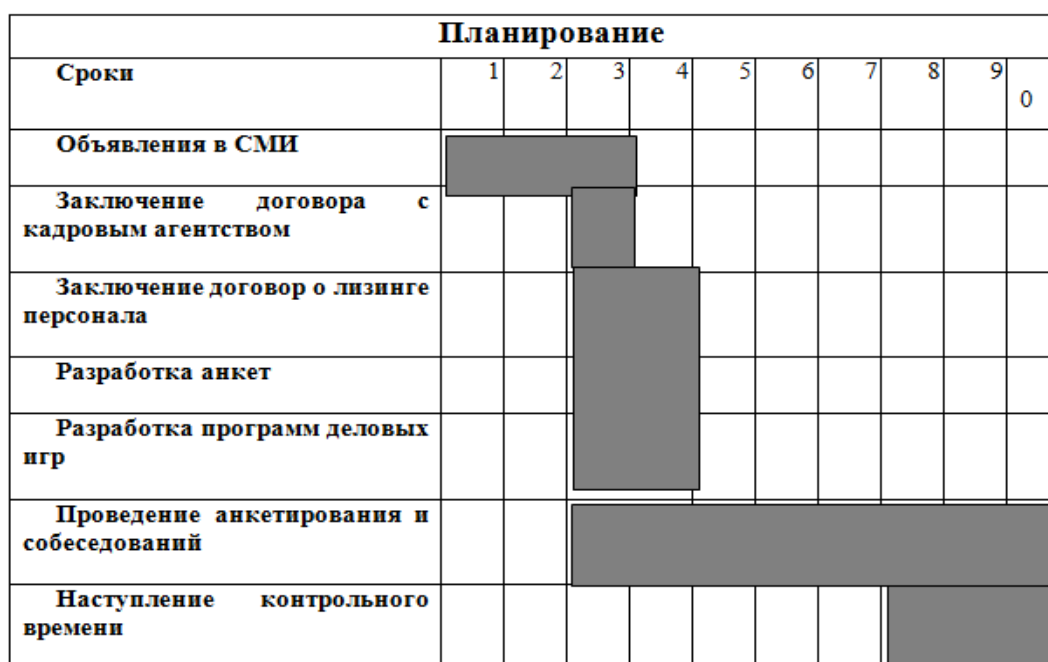 Планирование
Сроки 1 2 3 4 5 6 7 8 9
0
Объявления в СМИ
Заключение договора с
кадровым агентством
Заключение договор о лизинге
персонала
Разработка анкет
Разработка программ деловых
игр
Проведение анкетирования и
собеседований
Наступление контрольного
времени